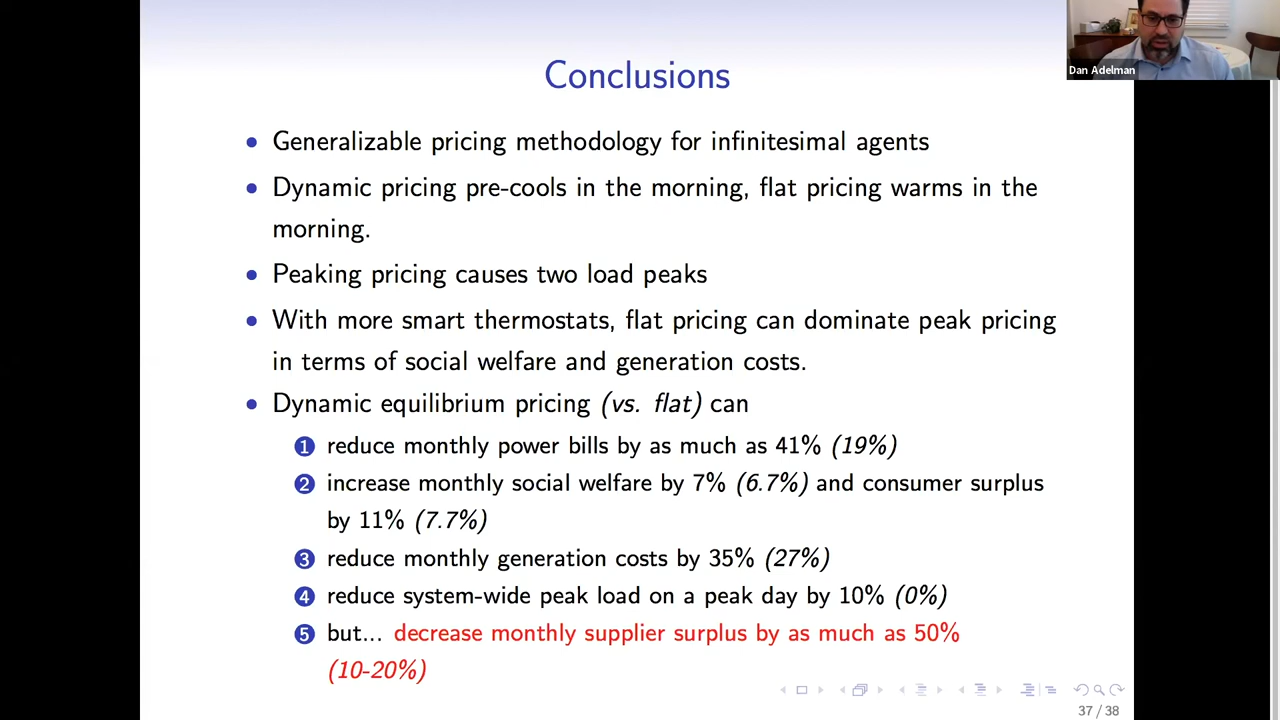 Conclusions
Dan Adelman
• Generalizable pricing methodology for infinitesimal agents
• Dynamic pricing pre-cools in the morning, flat pricing warms in the
morning.
• Peaking pricing causes two load peaks
• With more smart thermostats, flat pricing can dominate peak pricing
in terms of social welfare and generation costs.
• Dynamic equilibrium pricing (vs. flat) can
1 reduce monthly power bills by as much as 41% (19%)
2 increase monthly social welfare by 7% (6.7%) and consumer surplus
by 11% (7.7%)
3 reduce monthly generation costs by 35% (27%)
4 reduce system-wide peak load on a peak day by 10% (0%)
5 but... decrease monthly supplier surplus by as much as 50%
(10-20%)
37 / 38